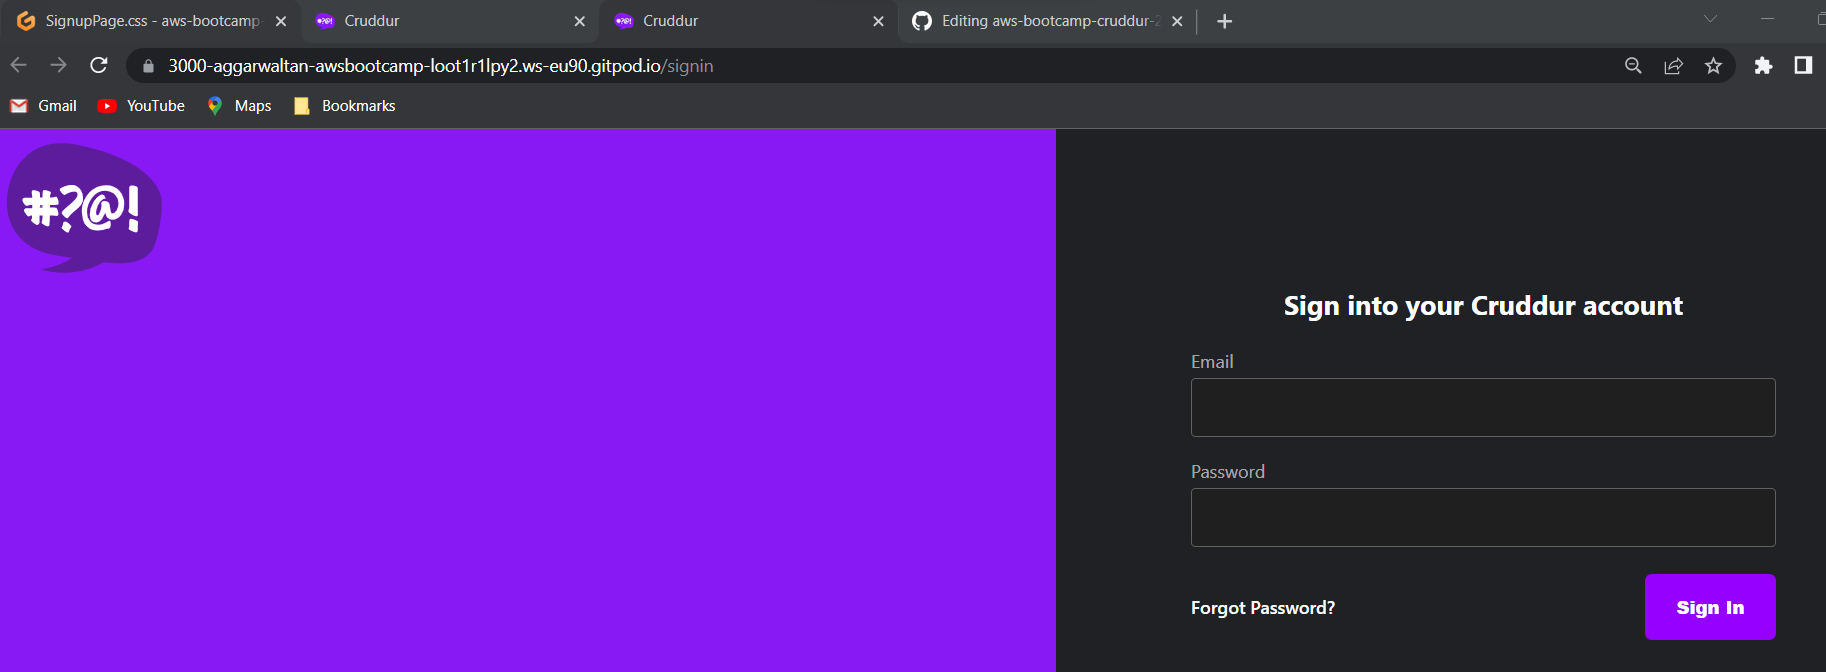 SignupPage.css - aws-bootcamp-
Cruddur
Cruddur
Editing aws-bootcamp-cruddur-2
3000-aggarwaltan-awsbootcamp-loot1r1lpy2.ws-eu90.gitpod.io/signin
Gmail
YouTube
Maps
Bookmarks
#?@!
Sign into your Cruddur account
Email
Password
Forgot Password?
Sign In